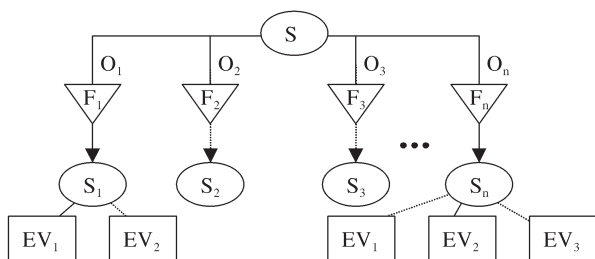 S
O₁ O₂ O₃ Oₙ
F₁ F₂ F₃ Fₙ
•••
S₁ S₂ S₃ Sₙ
EV₁ EV₂ EV₁ EV₂ EV₃